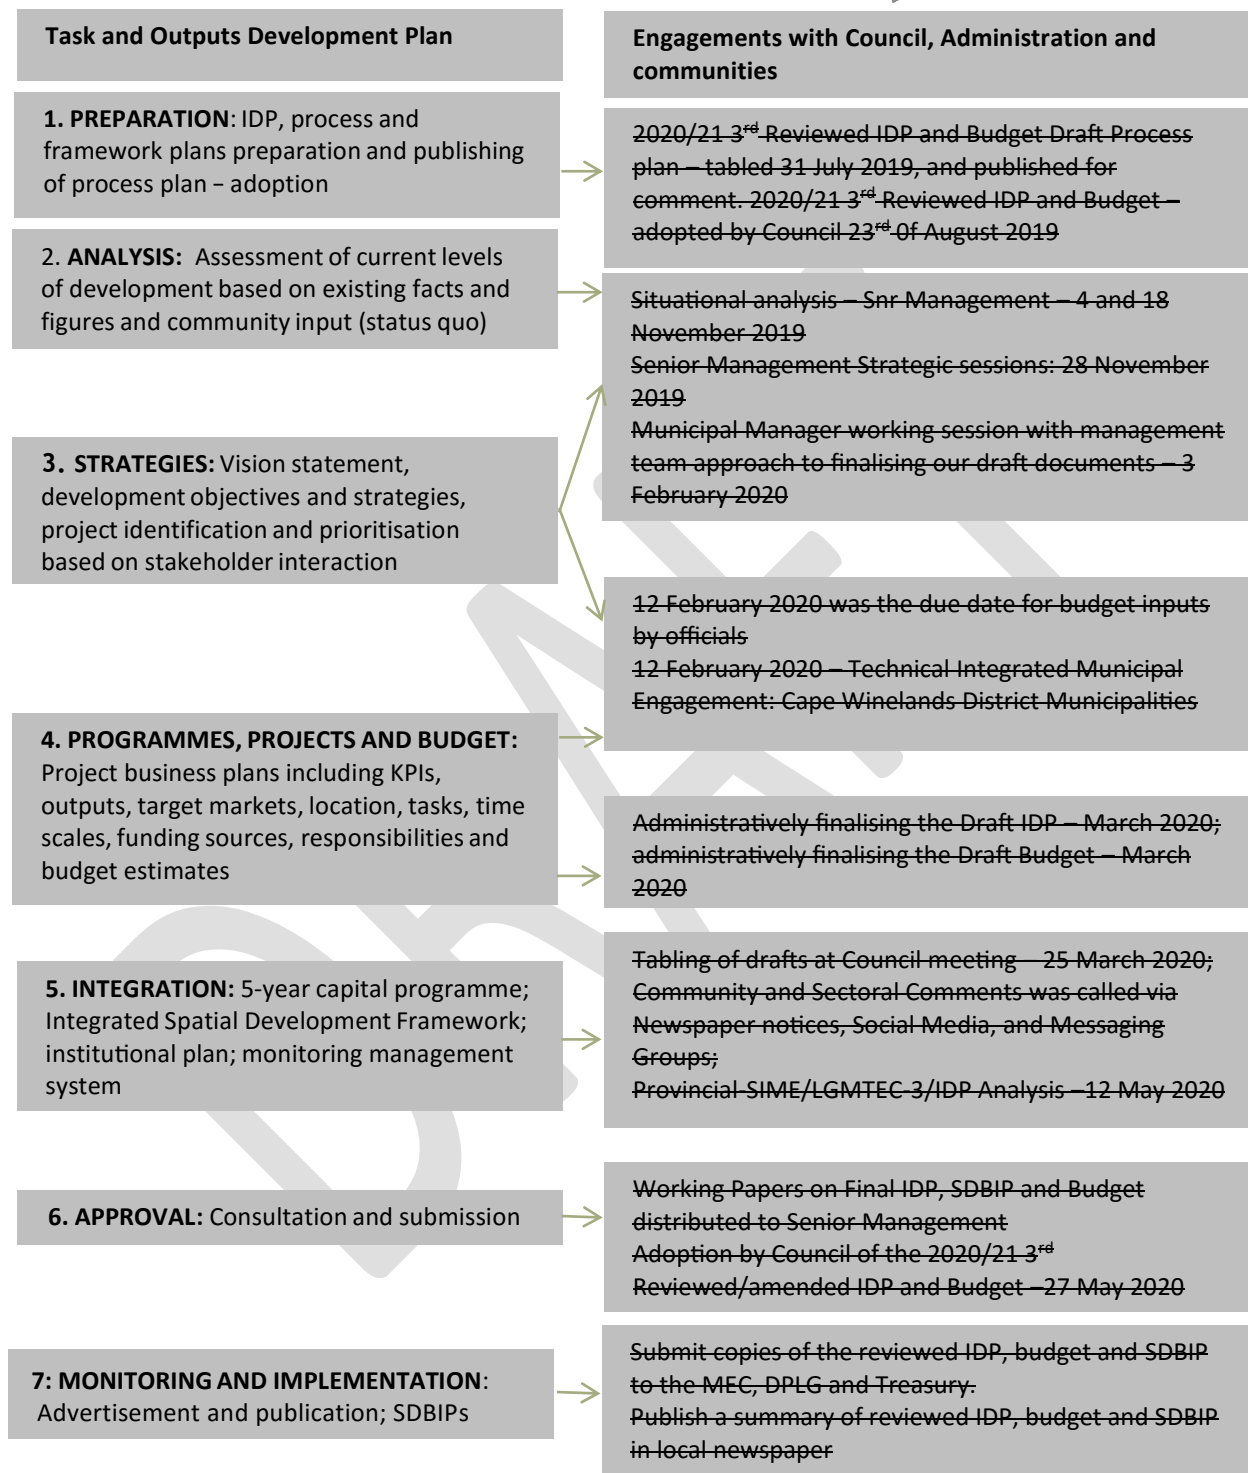 Task and Outputs Development Plan
Engagements with Council, Administration and
communities
1. PREPARATION: IDP, process and
framework plans preparation and publishing
of process plan – adoption
2020/21 3rd Reviewed IDP and Budget Draft Process
plan – tabled 31 July 2019, and published for
comment. 2020/21 3rd Reviewed IDP and Budget –
adopted by Council 23rd 0f August 2019
2. ANALYSIS: Assessment of current levels
of development based on existing facts and
figures and community input (status quo)
Situational analysis – Snr Management – 4 and 18
November 2019
Senior Management Strategic sessions: 28 November
2019
Municipal Manager working session with management
team approach to finalising our draft documents – 3
February 2020
3. STRATEGIES: Vision statement,
development objectives and strategies,
project identification and prioritisation
based on stakeholder interaction
12 February 2020 was the due date for budget inputs
by officials
12 February 2020 – Technical Integrated Municipal
Engagement: Cape Winelands District Municipalities
4. PROGRAMMES, PROJECTS AND BUDGET:
Project business plans including KPIs,
outputs, target markets, location, tasks, time
scales, funding sources, responsibilities and
budget estimates
Administratively finalising the Draft IDP – March 2020;
administratively finalising the Draft Budget – March
2020
5. INTEGRATION: 5-year capital programme;
Integrated Spatial Development Framework;
institutional plan; monitoring management
system
Tabling of drafts at Council meeting – 25 March 2020;
Community and Sectoral Comments was called via
Newspaper notices, Social Media, and Messaging
Groups;
Provincial-SIME/LGMTEC-3/IDP Analysis –12 May 2020
6. APPROVAL: Consultation and submission
Working Papers on Final IDP, SDBIP and Budget
distributed to Senior Management
Adoption by Council of the 2020/21 3rd
Reviewed/amended IDP and Budget –27 May 2020
7: MONITORING AND IMPLEMENTATION:
Advertisement and publication; SDBIPs
Submit copies of the reviewed IDP, budget and SDBIP
to the MEC, DPLG and Treasury.
Publish a summary of reviewed IDP, budget and SDBIP
in local newspaper
DRAFT